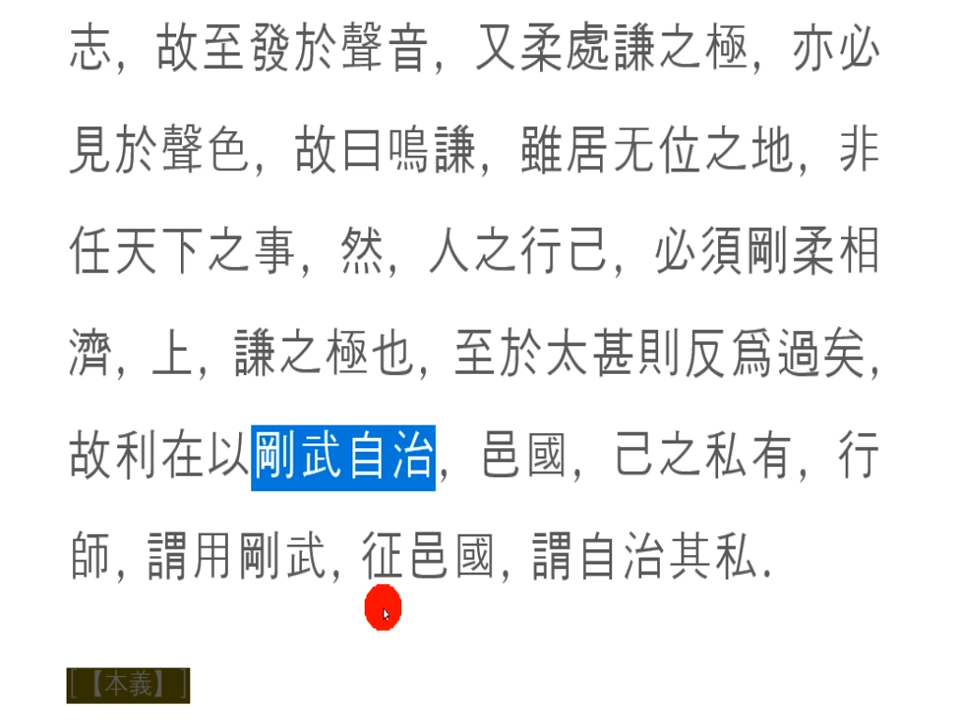 志, 故至發於聲音, 又柔處謙之極, 亦必
見於聲色, 故曰鳴謙, 雖居无位之地, 非
任天下之事, 然, 人之行己, 必須剛柔相
濟, 上, 謙之極也, 至於太甚則反爲過矣,
故利在以剛武自治, 邑國, 己之私有, 行
師, 謂用剛武, 征邑國, 謂自治其私.
[【本義】]